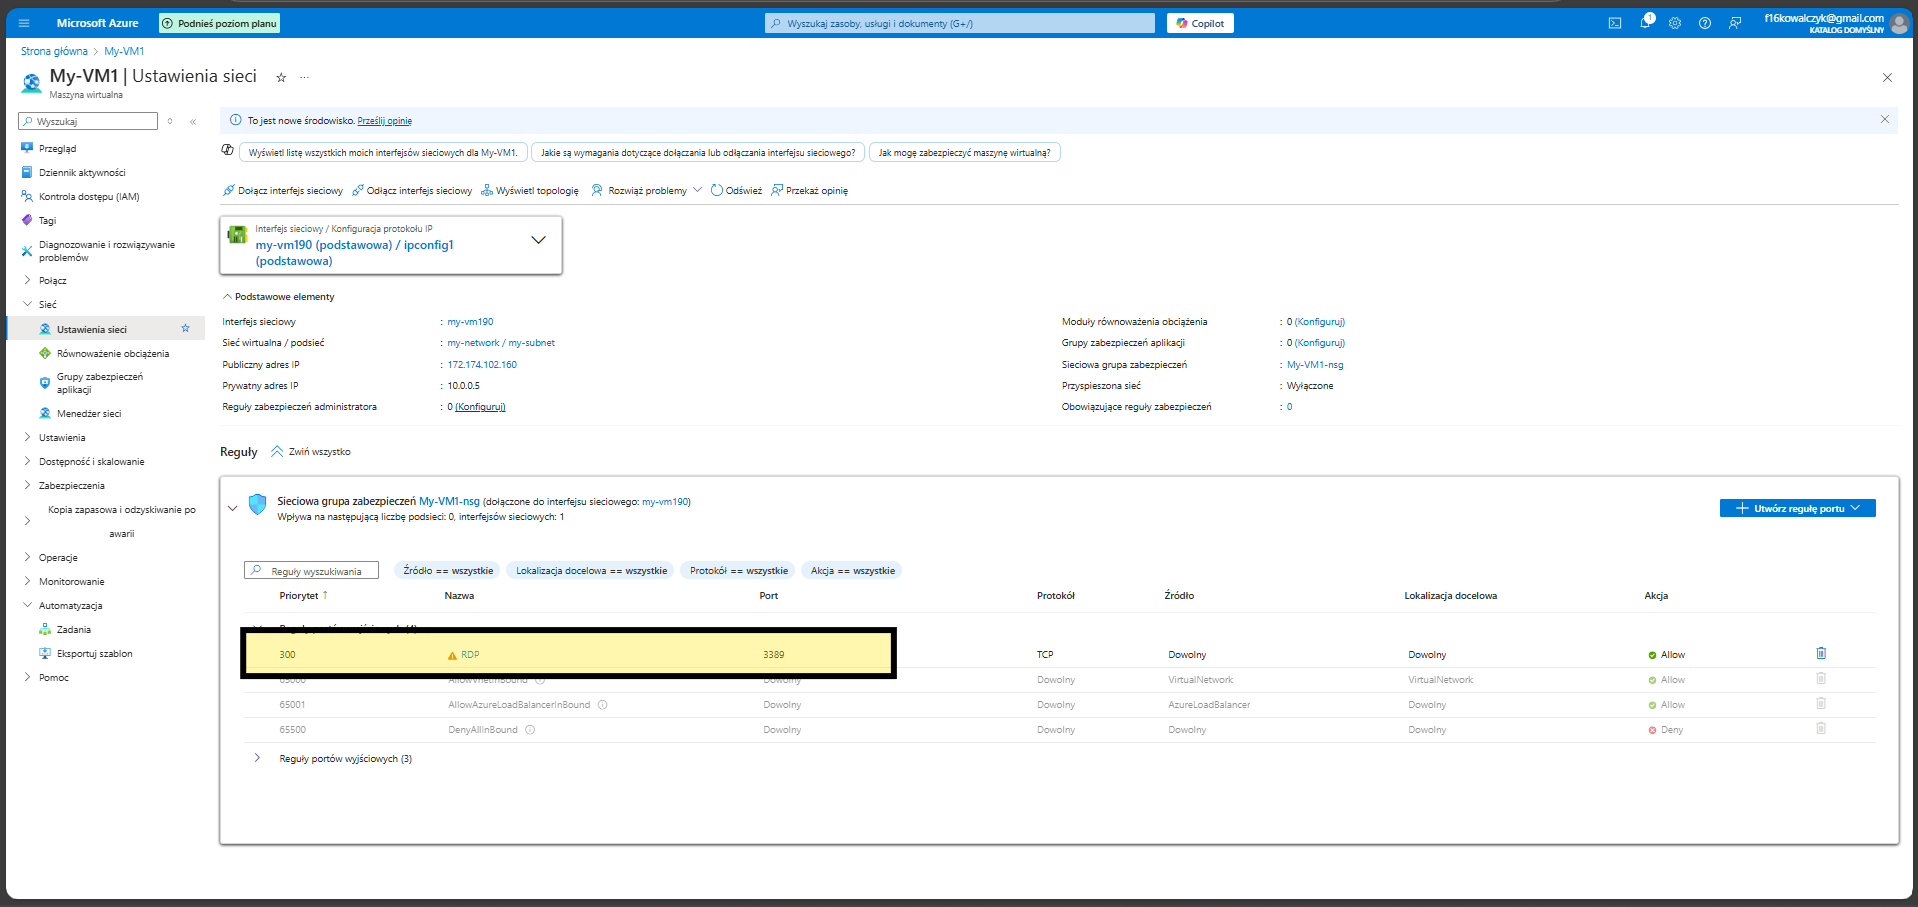 Microsoft Azure
Podnieś poziom planu
Wyszukaj zasoby, usługi i dokumenty (G+/)
Copilot
1
f16kowalczyk@gmail.com
KATALOG DOMYŚLNY
Strona główna > My-VM1
My-VM1 | Ustawienia sieci ☆ ...
Maszyna wirtualna
Wyszukaj
Przegląd
Dziennik aktywności
Kontrola dostępu (IAM)
Tagi
Diagnozowanie i rozwiązywanie
problemów
Połącz
Sieć
Ustawienia sieci
Równoważenie obciążenia
Grupy zabezpieczeń
aplikacji
Menedżer sieci
Ustawienia
Dostępność i skalowanie
Zabezpieczenia
Kopia zapasowa i odzyskiwanie po
awarii
Operacje
Monitorowanie
Automatyzacja
Zadania
Eksportuj szablon
Pomoc
To jest nowe środowisko. Prześlij opinię
Wyświetl listę wszystkich moich interfejsów sieciowych dla My-VM1.
Jakie są wymagania dotyczące dołączania lub odłączania interfejsu sieciowego?
Jak mogę zabezpieczyć maszynę wirtualną?
Dołącz interfejs sieciowy
Odłącz interfejs sieciowy
Wyświetl topologię
Rozwiąż problemy
Odśwież
Przekaż opinię
Interfejs sieciowy / Konfiguracja protokołu IP
my-vm190 (podstawowa) / ipconfig1
(podstawowa)
Podstawowe elementy
Interfejs sieciowy : my-vm190
Sieć wirtualna / podsieć : my-network / my-subnet
Publiczny adres IP : 172.174.102.160
Prywatny adres IP : 10.0.0.5
Reguły zabezpieczeń administratora : 0 (Konfiguruj)
Moduły równoważenia obciążenia : 0 (Konfiguruj)
Grupy zabezpieczeń aplikacji : 0 (Konfiguruj)
Sieciowa grupa zabezpieczeń : My-VM1-nsg
Przyspieszona sieć : Wyłączone
Obowiązujące reguły zabezpieczeń : 0
Reguły
Zwiń wszystko
Sieciowa grupa zabezpieczeń My-VM1-nsg (dołączone do interfejsu sieciowego: my-vm190)
Wpływa na następującą liczbę podsieci: 0, interfejsów sieciowych: 1
Utwórz regułę portu
Reguły wyszukiwania
Źródło == wszystkie
Lokalizacja docelowa == wszystkie
Protokół == wszystkie
Akcja == wszystkie
Priorytet ↑ Nazwa Port Protokół Źródło Lokalizacja docelowa Akcja
300 RDP 3389 TCP Dowolny Dowolny Allow
65000 AllowVnetInBound Dowolny Dowolny VirtualNetwork VirtualNetwork Allow
65001 AllowAzureLoadBalancerInBound Dowolny Dowolny AzureLoadBalancer Dowolny Allow
65500 DenyAllInBound Dowolny Dowolny Dowolny Dowolny Deny
Reguły portów wyjściowych (3)